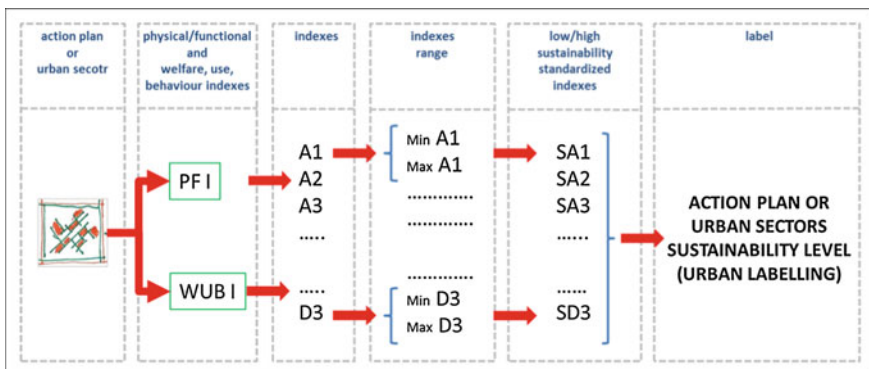 action plan
or
urban secotr
physical/functional
and
welfare, use,
behaviour indexes
indexes
indexes
range
low/high
sustainability
standardized
indexes
label
PF I
WUB I
A1
A2
A3
.....
.....
D3
Min A1
Max A1
.............
.............
.............
Min D3
Max D3
SA1
SA2
SA3
.....
......
SD3
ACTION PLAN OR
URBAN SECTORS
SUSTAINABILITY LEVEL
(URBAN LABELLING)